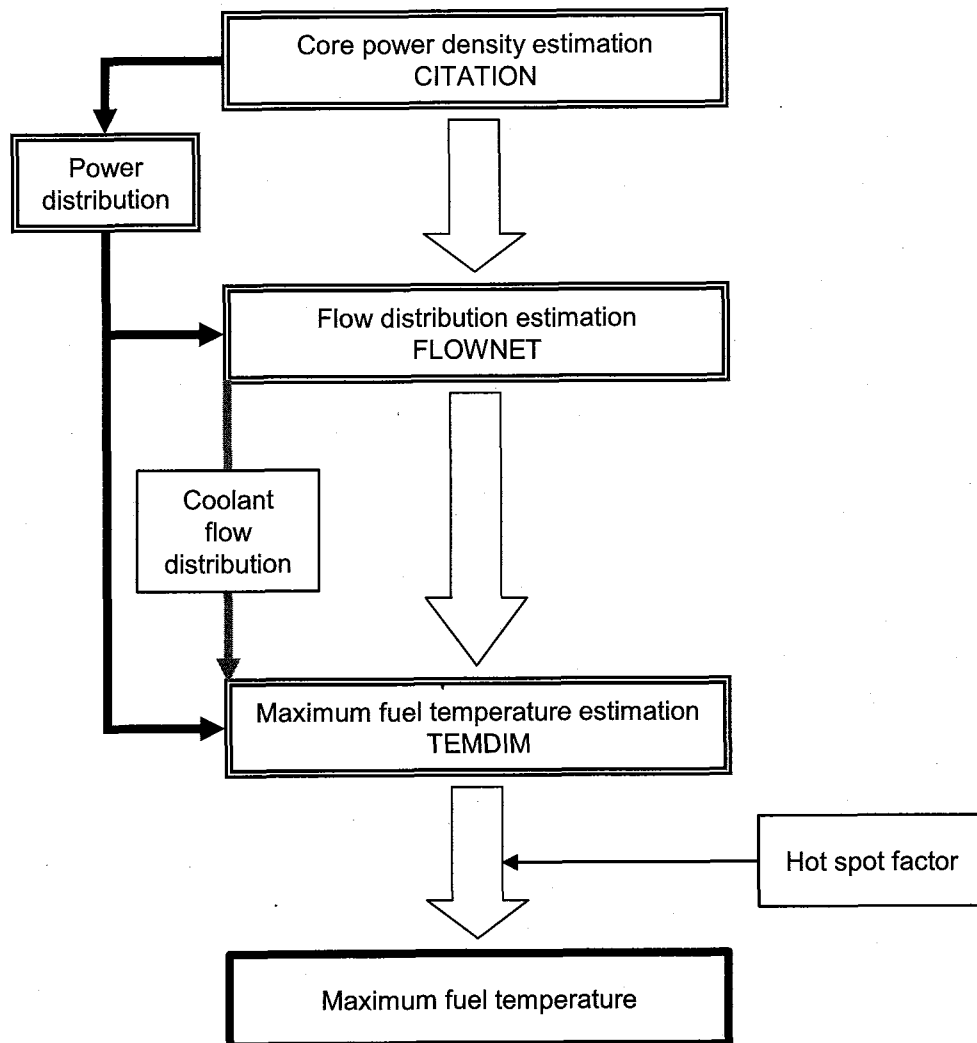 Core power density estimation
CITATION
Power
distribution
Flow distribution estimation
FLOWNET
Coolant
flow
distribution
Maximum fuel temperature estimation
TEMDIM
Hot spot factor
Maximum fuel temperature